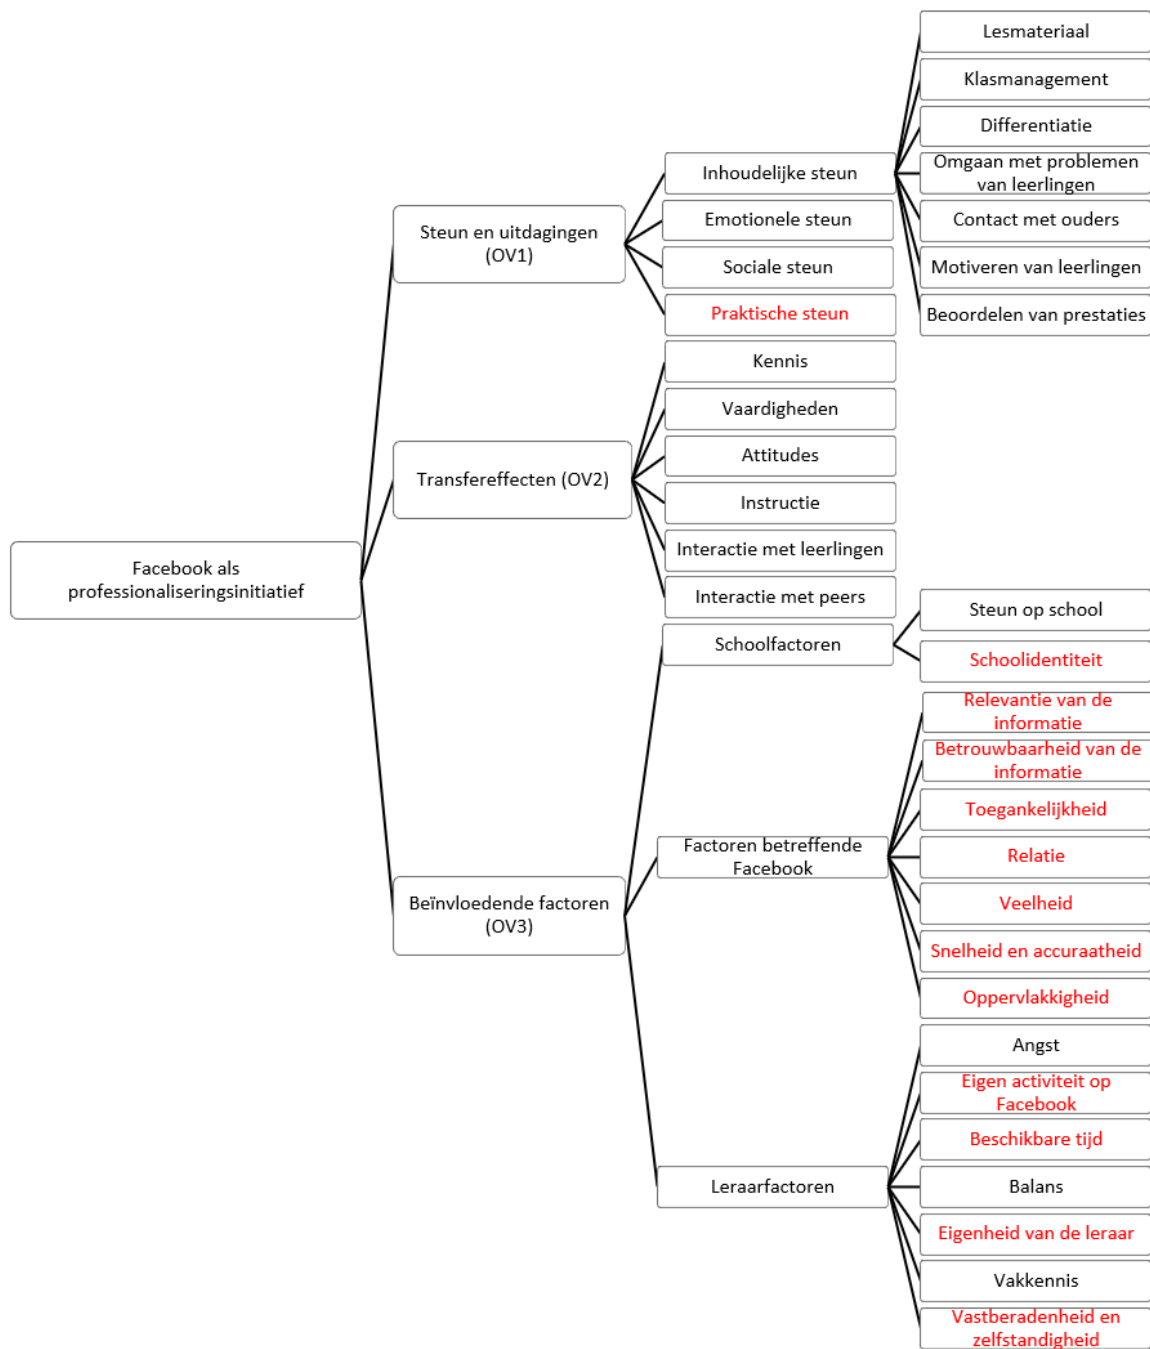 Facebook als
professionaliseringsinitiatief
Steun en uitdagingen
(OV1)
Inhoudelijke steun
Lesmateriaal
Klasmanagement
Differentiatie
Omgaan met problemen
van leerlingen
Contact met ouders
Motiveren van leerlingen
Beoordelen van prestaties
Emotionele steun
Sociale steun
Praktische steun
Transfereffecten (OV2)
Kennis
Vaardigheden
Attitudes
Instructie
Interactie met leerlingen
Interactie met peers
Beïnvloedende factoren
(OV3)
Schoolfactoren
Steun op school
Schoolidentiteit
Factoren betreffende
Facebook
Relevantie van de
informatie
Betrouwbaarheid van de
informatie
Toegankelijkheid
Relatie
Veelheid
Snelheid en accuraatheid
Oppervlakkigheid
Leraarfactoren
Angst
Eigen activiteit op
Facebook
Beschikbare tijd
Balans
Eigenheid van de leraar
Vakkennis
Vastberadenheid en
zelfstandigheid